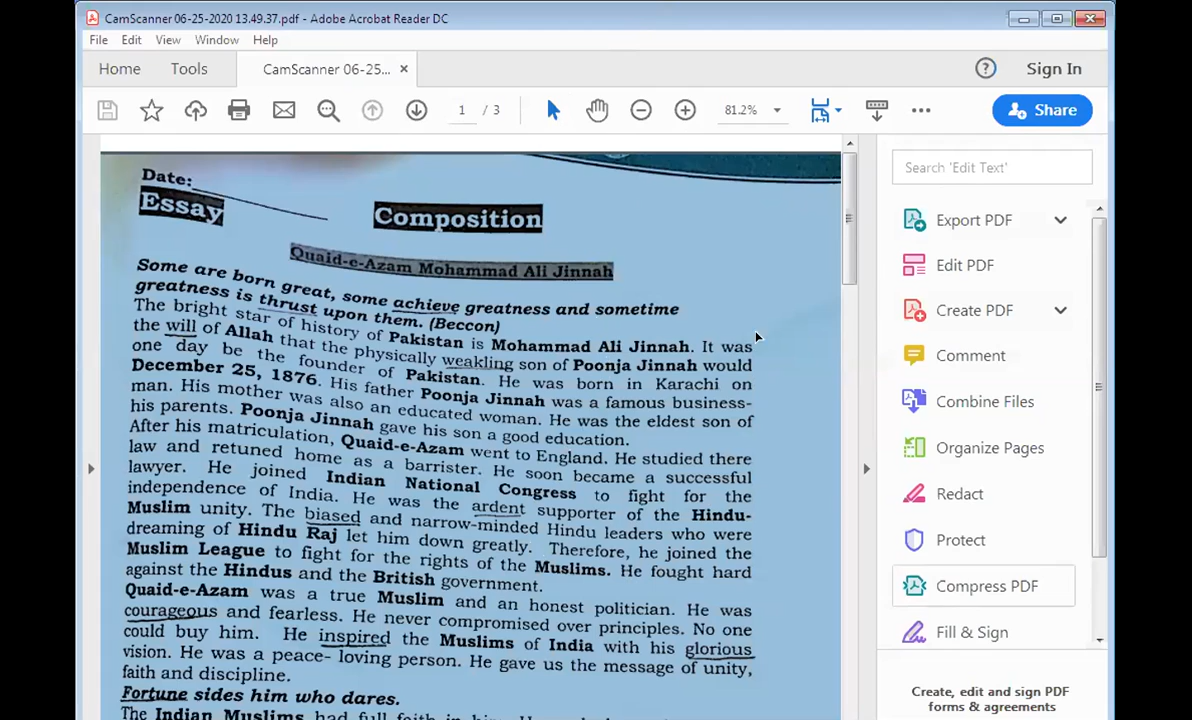 CamScanner 06-25-2020 13.49.37.pdf - Adobe Acrobat Reader DC
File Edit View Window Help
Home Tools CamScanner 06-25... × Sign In
1 / 3 81.2% Share
Search 'Edit Text'
Export PDF
Edit PDF
Create PDF
Comment
Combine Files
Organize Pages
Redact
Protect
Compress PDF
Fill & Sign
Create, edit and sign PDF
forms & agreements
Date:
Essay
Composition
Quaid-e-Azam Mohammad Ali Jinnah
Some are born great, some achieve greatness and sometime
greatness is thrust upon them. (Beccon)
The bright star of history of Pakistan is Mohammad Ali Jinnah. It was
the will of Allah that the physically weakling son of Poonja Jinnah would
one day be the founder of Pakistan. He was born in Karachi on
December 25, 1876. His father Poonja Jinnah was a famous business-
man. His mother was also an educated woman. He was the eldest son of
his parents. Poonja Jinnah gave his son a good education.
After his matriculation, Quaid-e-Azam went to England. He studied there
law and retuned home as a barrister. He soon became a successful
lawyer. He joined Indian National Congress to fight for the
independence of India. He was the ardent supporter of the Hindu-
Muslim unity. The biased and narrow-minded Hindu leaders who were
dreaming of Hindu Raj let him down greatly. Therefore, he joined the
Muslim League to fight for the rights of the Muslims. He fought hard
against the Hindus and the British government.
Quaid-e-Azam was a true Muslim and an honest politician. He was
courageous and fearless. He never compromised over principles. No one
could buy him. He inspired the Muslims of India with his glorious
vision. He was a peace- loving person. He gave us the message of unity,
faith and discipline.
Fortune sides him who dares.
The Indian Muslims had full faith in him. He